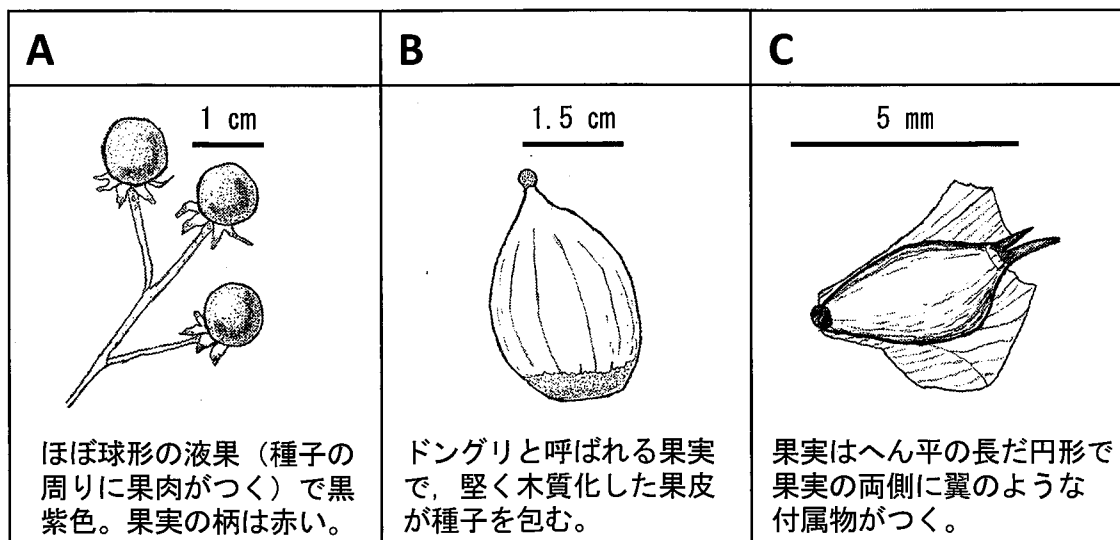 A
B
C
1 cm
1.5 cm
5 mm
ほぼ球形の液果（種子の
周りに果肉がつく）で黒
紫色。果実の柄は赤い。
ドングリと呼ばれる果実
で，堅く木質化した果皮
が種子を包む。
果実はへん平の長だ円形で
果実の両側に翼のような
付属物がつく。